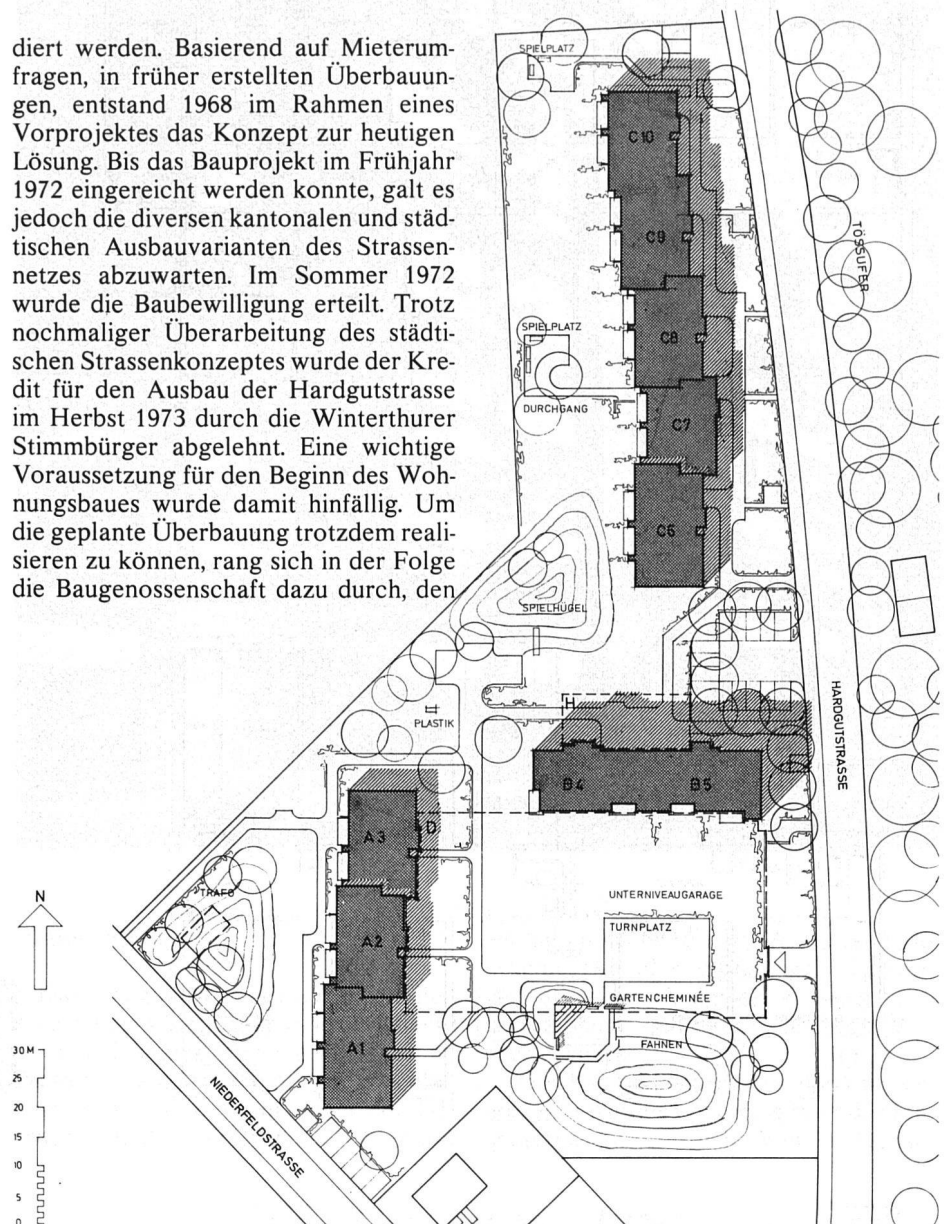 diert werden. Basierend auf Mieterum-
fragen, in früher erstellten Überbauun-
gen, entstand 1968 im Rahmen eines
Vorprojektes das Konzept zur heutigen
Lösung. Bis das Bauprojekt im Frühjahr
1972 eingereicht werden konnte, galt es
jedoch die diversen kantonalen und städ-
tischen Ausbauvarianten des Strassen-
netzes abzuwarten. Im Sommer 1972
wurde die Baubewilligung erteilt. Trotz
nochmaliger Überarbeitung des städti-
schen Strassenkonzeptes wurde der Kre-
dit für den Ausbau der Hardgutstrasse
im Herbst 1973 durch die Winterthurer
Stimmbürger abgelehnt. Eine wichtige
Voraussetzung für den Beginn des Woh-
nungsbaues wurde damit hinfällig. Um
die geplante Überbauung trotzdem reali-
sieren zu können, rang sich in der Folge
die Baugenossenschaft dazu durch, den
SPIELPLATZ
C10
C9
TÖSSUFER
SPIELPLATZ
C8
DURCHGANG
C7
C6
SPIELHÜGEL
H
PLASTIK
HARDGUTSTRASSE
B4
B5
A3
D
TRAFO
UNTERNIVEAUGARAGE
TURNPLATZ
N
A2
GARTENCHEMINÉE
FAHNEN
A1
NIEDERFELDSTRASSE
30 M
25
20
15
10
5
0